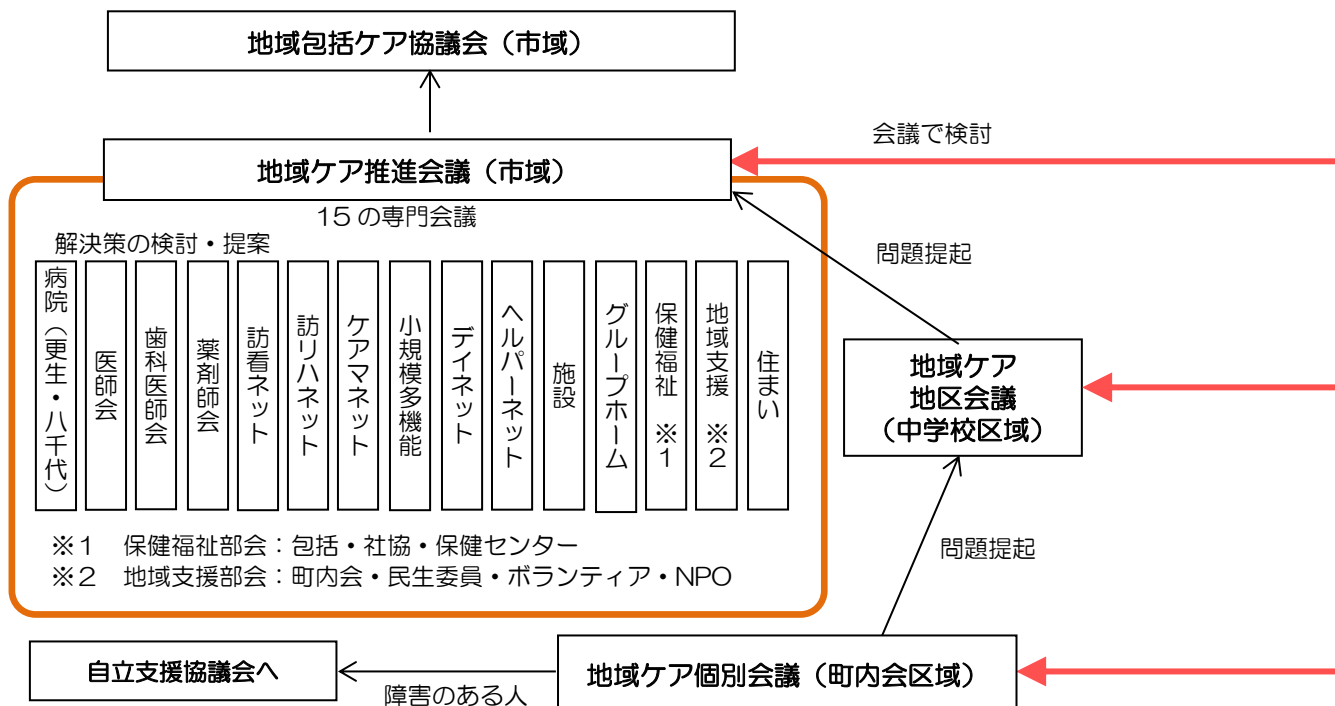 地域包括ケア協議会（市域）
会議で検討
地域ケア推進会議（市域）
15の専門会議
解決策の検討・提案
問題提起
病院（更生・八千代）
医師会
歯科医師会
薬剤師会
訪看ネット
訪リハネット
ケアマネット
小規模多機能
デイネット
ヘルパーネット
施設
グループホーム
保健福祉　※1
地域支援　※2
住まい
地域ケア
地区会議
（中学校区域）
※1　保健福祉部会：包括・社協・保健センター
※2　地域支援部会：町内会・民生委員・ボランティア・NPO
問題提起
自立支援協議会へ
障害のある人
地域ケア個別会議（町内会区域）